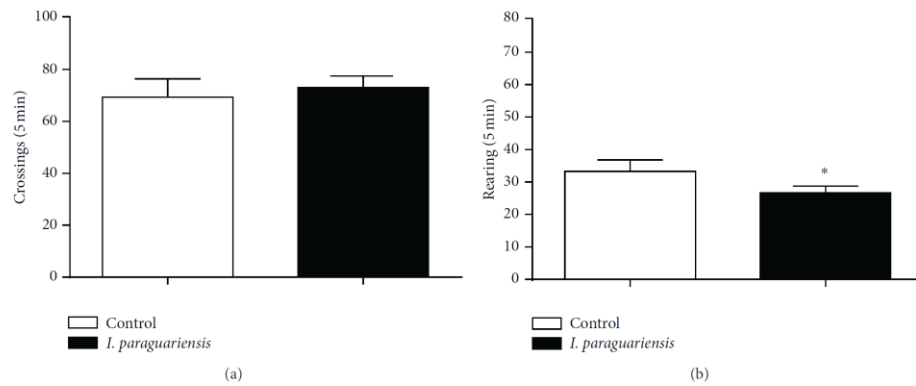 100
80
60
40
20
0
Crossings (5 min)
Control
I. paraguariensis
(a)
80
70
60
50
40
30
20
10
0
Rearing (5 min)
*
Control
I. paraguariensis
(b)